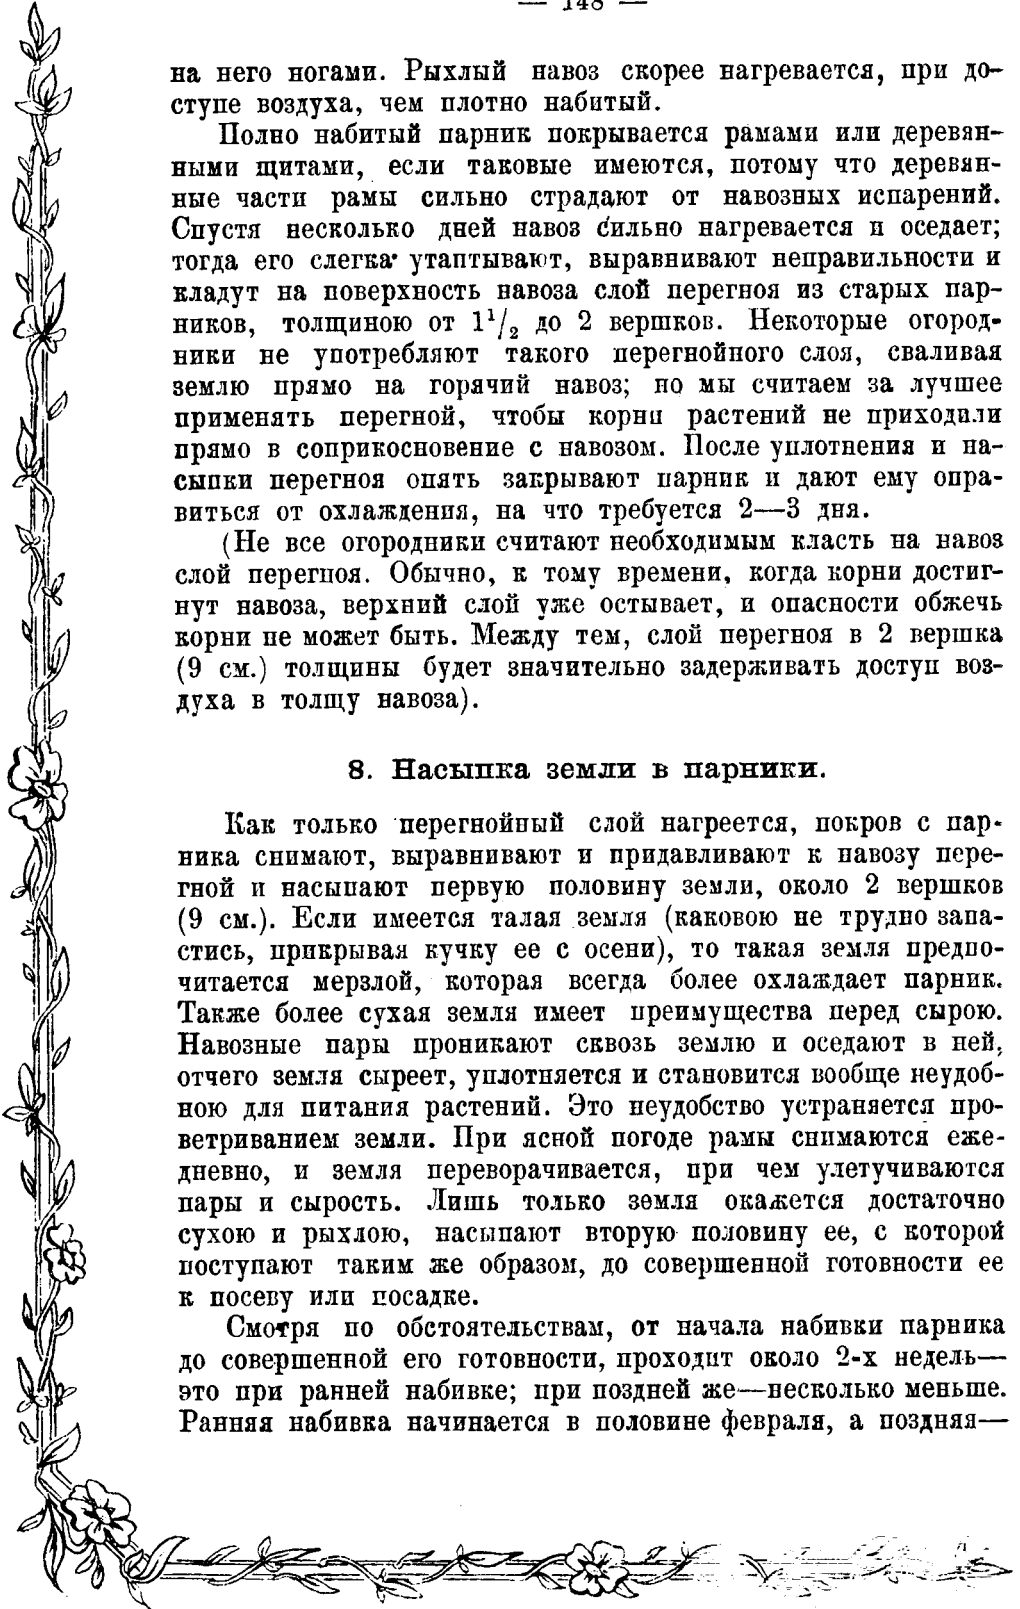 — 148 —
на него ногами. Рыхлый навоз скорее нагревается, при до-
ступе воздуха, чем плотно набитый.
Полно набитый парник покрывается рамами или деревян-
ными щитами, если таковые имеются, потому что деревян-
ные части рамы сильно страдают от навозных испарений.
Спустя несколько дней навоз сильно нагревается и оседает;
тогда его слегка утаптывают, выравнивают неправильности и
кладут на поверхность навоза слой перегноя из старых пар-
ников, толщиною от 1¹/₂ до 2 вершков. Некоторые огород-
ники не употребляют такого перегнойного слоя, сваливая
землю прямо на горячий навоз; но мы считаем за лучшее
применять перегной, чтобы корни растений не приходили
прямо в соприкосновение с навозом. После уплотнения и на-
сыпки перегноя опять закрывают парник и дают ему опра-
виться от охлаждения, на что требуется 2—3 дня.
(Не все огородники считают необходимым класть на навоз
слой перегноя. Обычно, к тому времени, когда корни достиг-
нут навоза, верхний слой уже остывает, и опасности обжечь
корни не может быть. Между тем, слой перегноя в 2 вершка
(9 см.) толщины будет значительно задерживать доступ воз-
духа в толщу навоза).
8. Насыпка земли в парники.
Как только перегнойный слой нагреется, покров с пар-
ника снимают, выравнивают и придавливают к навозу пере-
гной и насыпают первую половину земли, около 2 вершков
(9 см.). Если имеется талая земля (каковою не трудно запа-
стись, прикрывая кучку ее с осени), то такая земля предпо-
читается мерзлой, которая всегда более охлаждает парник.
Также более сухая земля имеет преимущества перед сырою.
Навозные пары проникают сквозь землю и оседают в ней,
отчего земля сыреет, уплотняется и становится вообще неудоб-
ною для питания растений. Это неудобство устраняется про-
ветриванием земли. При ясной погоде рамы снимаются еже-
дневно, и земля переворачивается, при чем улетучиваются
пары и сырость. Лишь только земля окажется достаточно
сухою и рыхлою, насыпают вторую половину ее, с которой
поступают таким же образом, до совершенной готовности ее
к посеву или посадке.
Смотря по обстоятельствам, от начала набивки парника
до совершенной его готовности, проходит около 2-х недель—
это при ранней набивке; при поздней же—несколько меньше.
Ранняя набивка начинается в половине февраля, а поздняя—